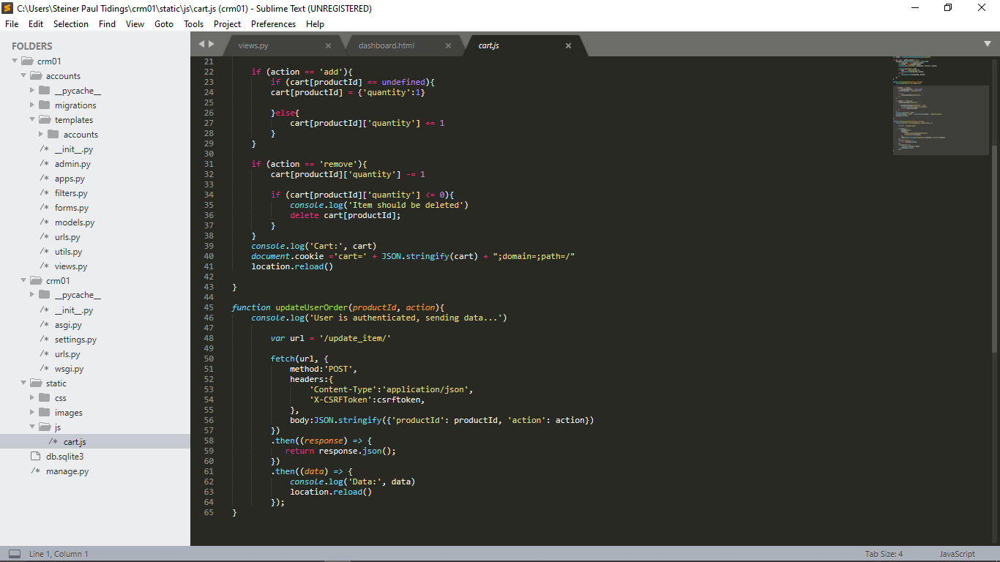 C:\Users\Steiner Paul Tidings\crm01\static\js\cart.js (crm01) - Sublime Text (UNREGISTERED)
File Edit Selection Find View Goto Tools Project Preferences Help
FOLDERS
crm01
accounts
__pycache__
migrations
templates
accounts
/* __init__.py
/* admin.py
/* apps.py
/* filters.py
/* forms.py
/* models.py
/* urls.py
/* utils.py
/* views.py
crm01
__pycache__
/* __init__.py
/* asgi.py
/* settings.py
/* urls.py
/* wsgi.py
static
css
images
js
/* cart.js
db.sqlite3
/* manage.py
views.py dashboard.html cart.js
21
22 if (action == 'add'){
23 if (cart[productId] == undefined){
24 cart[productId] = {'quantity':1}
25
26 }else{
27 cart[productId]['quantity'] += 1
28 }
29 }
30
31 if (action == 'remove'){
32 cart[productId]['quantity'] -= 1
33
34 if (cart[productId]['quantity'] <= 0){
35 console.log('Item should be deleted')
36 delete cart[productId];
37 }
38 }
39 console.log('Cart:', cart)
40 document.cookie ='cart=' + JSON.stringify(cart) + ";domain=;path=/"
41 location.reload()
42
43 }
44
45 function updateUserOrder(productId, action){
46 console.log('User is authenticated, sending data...')
47
48 var url = '/update_item/'
49
50 fetch(url, {
51 method:'POST',
52 headers:{
53 'Content-Type':'application/json',
54 'X-CSRFToken':csrftoken,
55 },
56 body:JSON.stringify({'productId': productId, 'action': action})
57 })
58 .then((response) => {
59 return response.json();
60 })
61 .then((data) => {
62 console.log('Data:', data)
63 location.reload()
64 });
65 }
Line 1, Column 1 Tab Size: 4 JavaScript